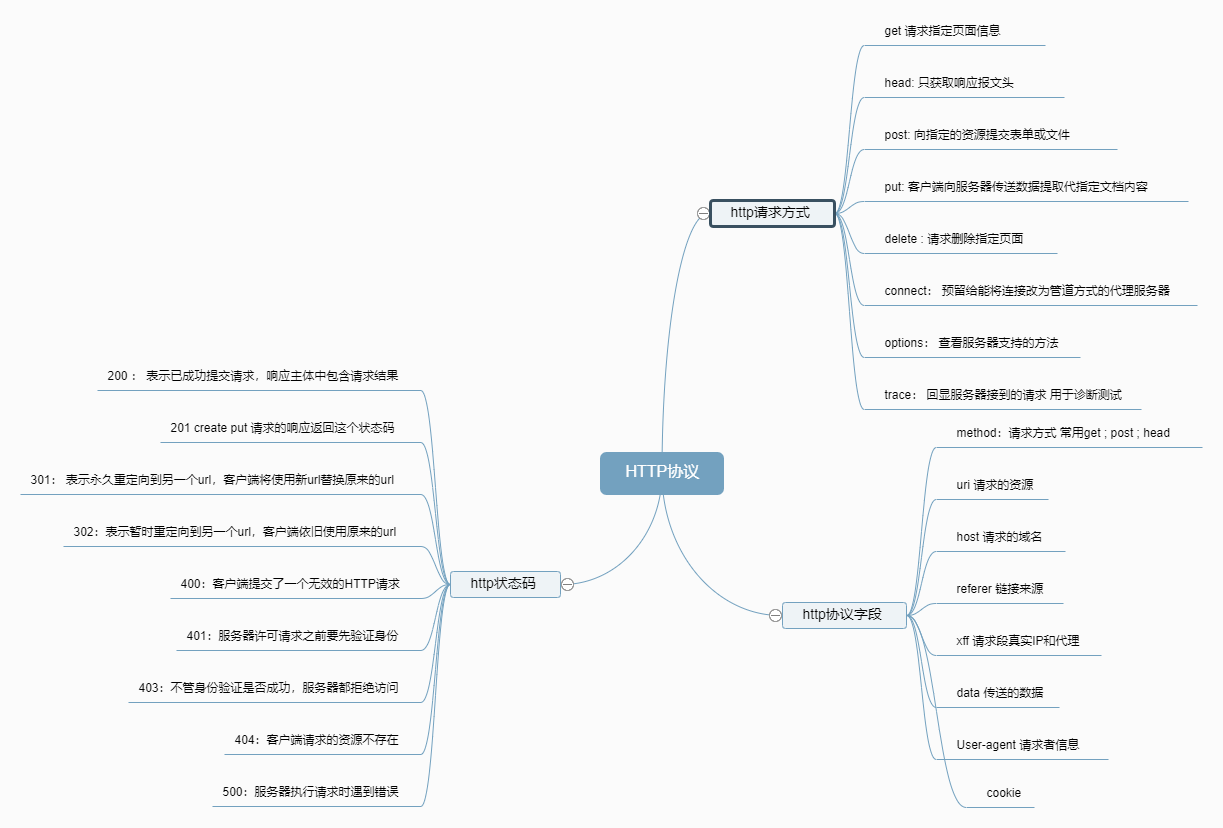 HTTP协议
http请求方式
get 请求指定页面信息
head: 只获取响应报文头
post: 向指定的资源提交表单或文件
put: 客户端向服务器传送数据提取代指定文档内容
delete : 请求删除指定页面
connect： 预留给能将连接改为管道方式的代理服务器
options： 查看服务器支持的方法
trace： 回显服务器接到的请求 用于诊断测试
http协议字段
method：请求方式 常用get ; post ; head
uri 请求的资源
host 请求的域名
referer 链接来源
xff 请求段真实IP和代理
data 传送的数据
User-agent 请求者信息
cookie
http状态码
200 ： 表示已成功提交请求，响应主体中包含请求结果
201 create put 请求的响应返回这个状态码
301： 表示永久重定向到另一个url，客户端将使用新url替换原来的url
302：表示暂时重定向到另一个url，客户端依旧使用原来的url
400：客户端提交了一个无效的HTTP请求
401：服务器许可请求之前要先验证身份
403：不管身份验证是否成功，服务器都拒绝访问
404：客户端请求的资源不存在
500：服务器执行请求时遇到错误